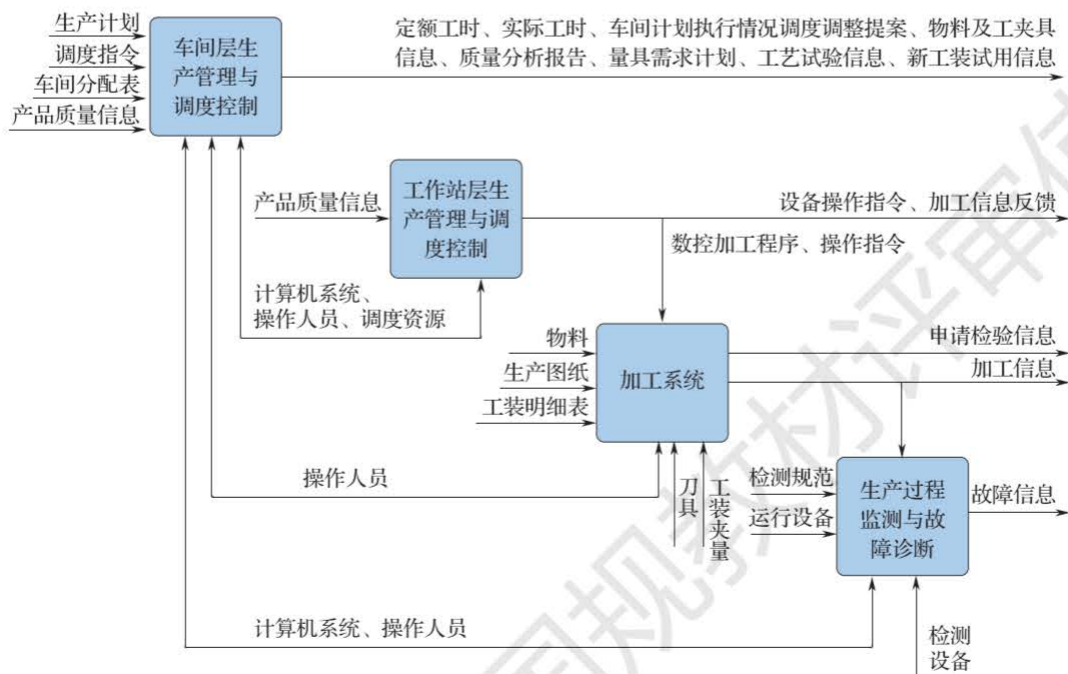 生产计划
调度指令
车间分配表
产品质量信息
车间层生
产管理与
调度控制
定额工时、实际工时、车间计划执行情况调度调整提案、物料及工夹具
信息、质量分析报告、量具需求计划、工艺试验信息、新工装试用信息
产品质量信息
工作站层生
产管理与调
度控制
设备操作指令、加工信息反馈
数控加工程序、操作指令
计算机系统、
操作人员、调度资源
物料
生产图纸
工装明细表
加工系统
申请检验信息
加工信息
操作人员
刀具
工装夹量
检测规范
运行设备
生产过程
监测与故
障诊断
故障信息
计算机系统、操作人员
检测
设备
国规教材评审